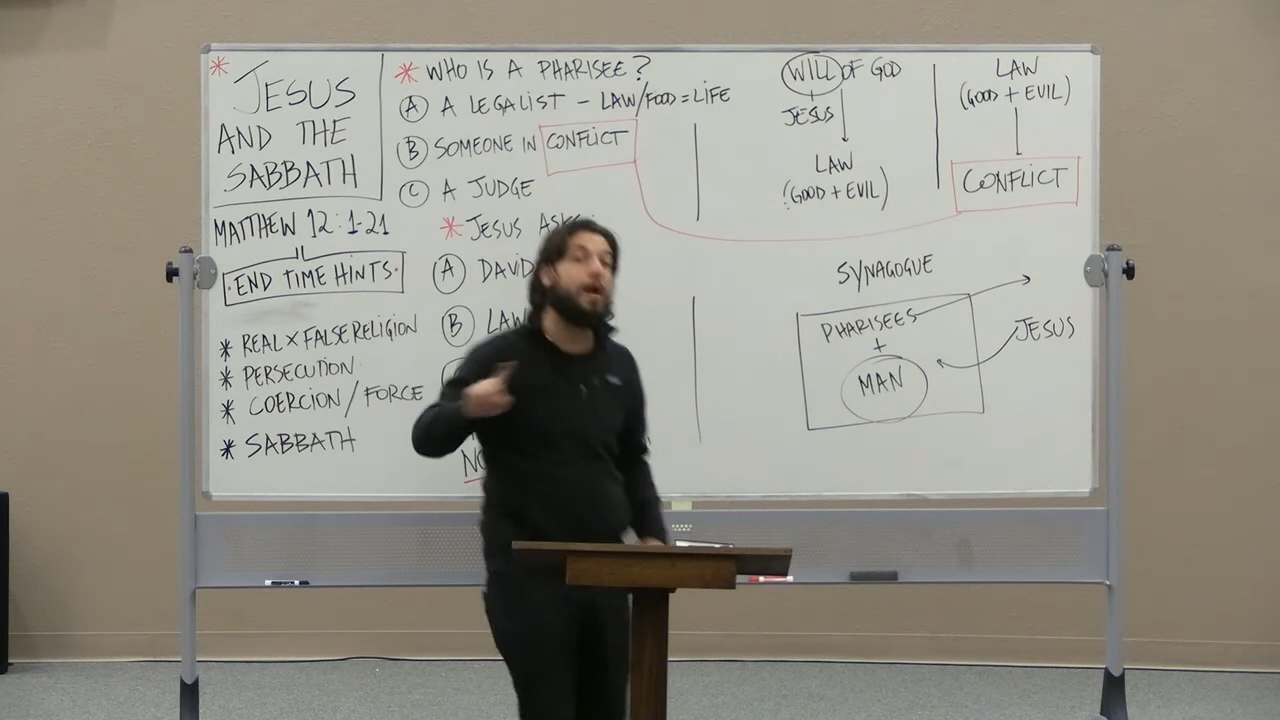 * JESUS
AND THE
SABBATH
MATTHEW 12:1-21
END TIME HINTS
* REAL X FALSE RELIGION
* PERSECUTION
* COERCION / FORCE
* SABBATH
* WHO IS A PHARISEE?
A A LEGALIST - LAW/FOOD = LIFE
B SOMEONE IN CONFLICT
C A JUDGE
* JESUS
A DAVID
B LAW
WILL OF GOD
JESUS
LAW
(GOOD + EVIL)
LAW
(GOOD + EVIL)
CONFLICT
SYNAGOGUE
PHARISEES
+
MAN
JESUS